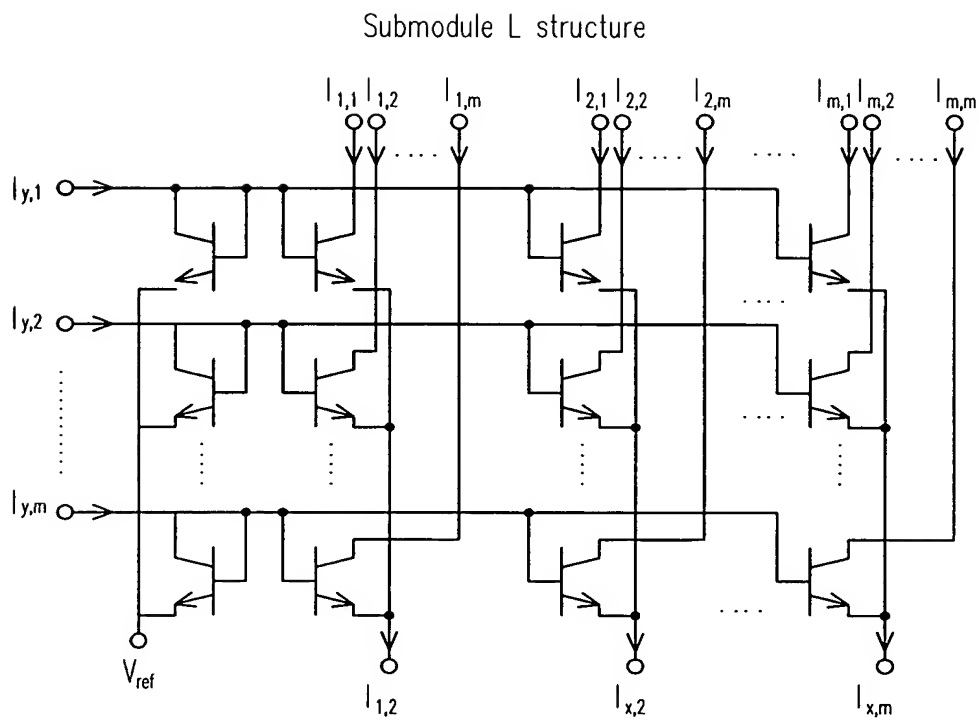 Submodule L structure
I1,1 I1,2 I1,m I2,1 I2,2 I2,m Im,1 Im,2 Im,m
Iy,1
Iy,2
Iy,m
Vref
I1,2 Ix,2 Ix,m